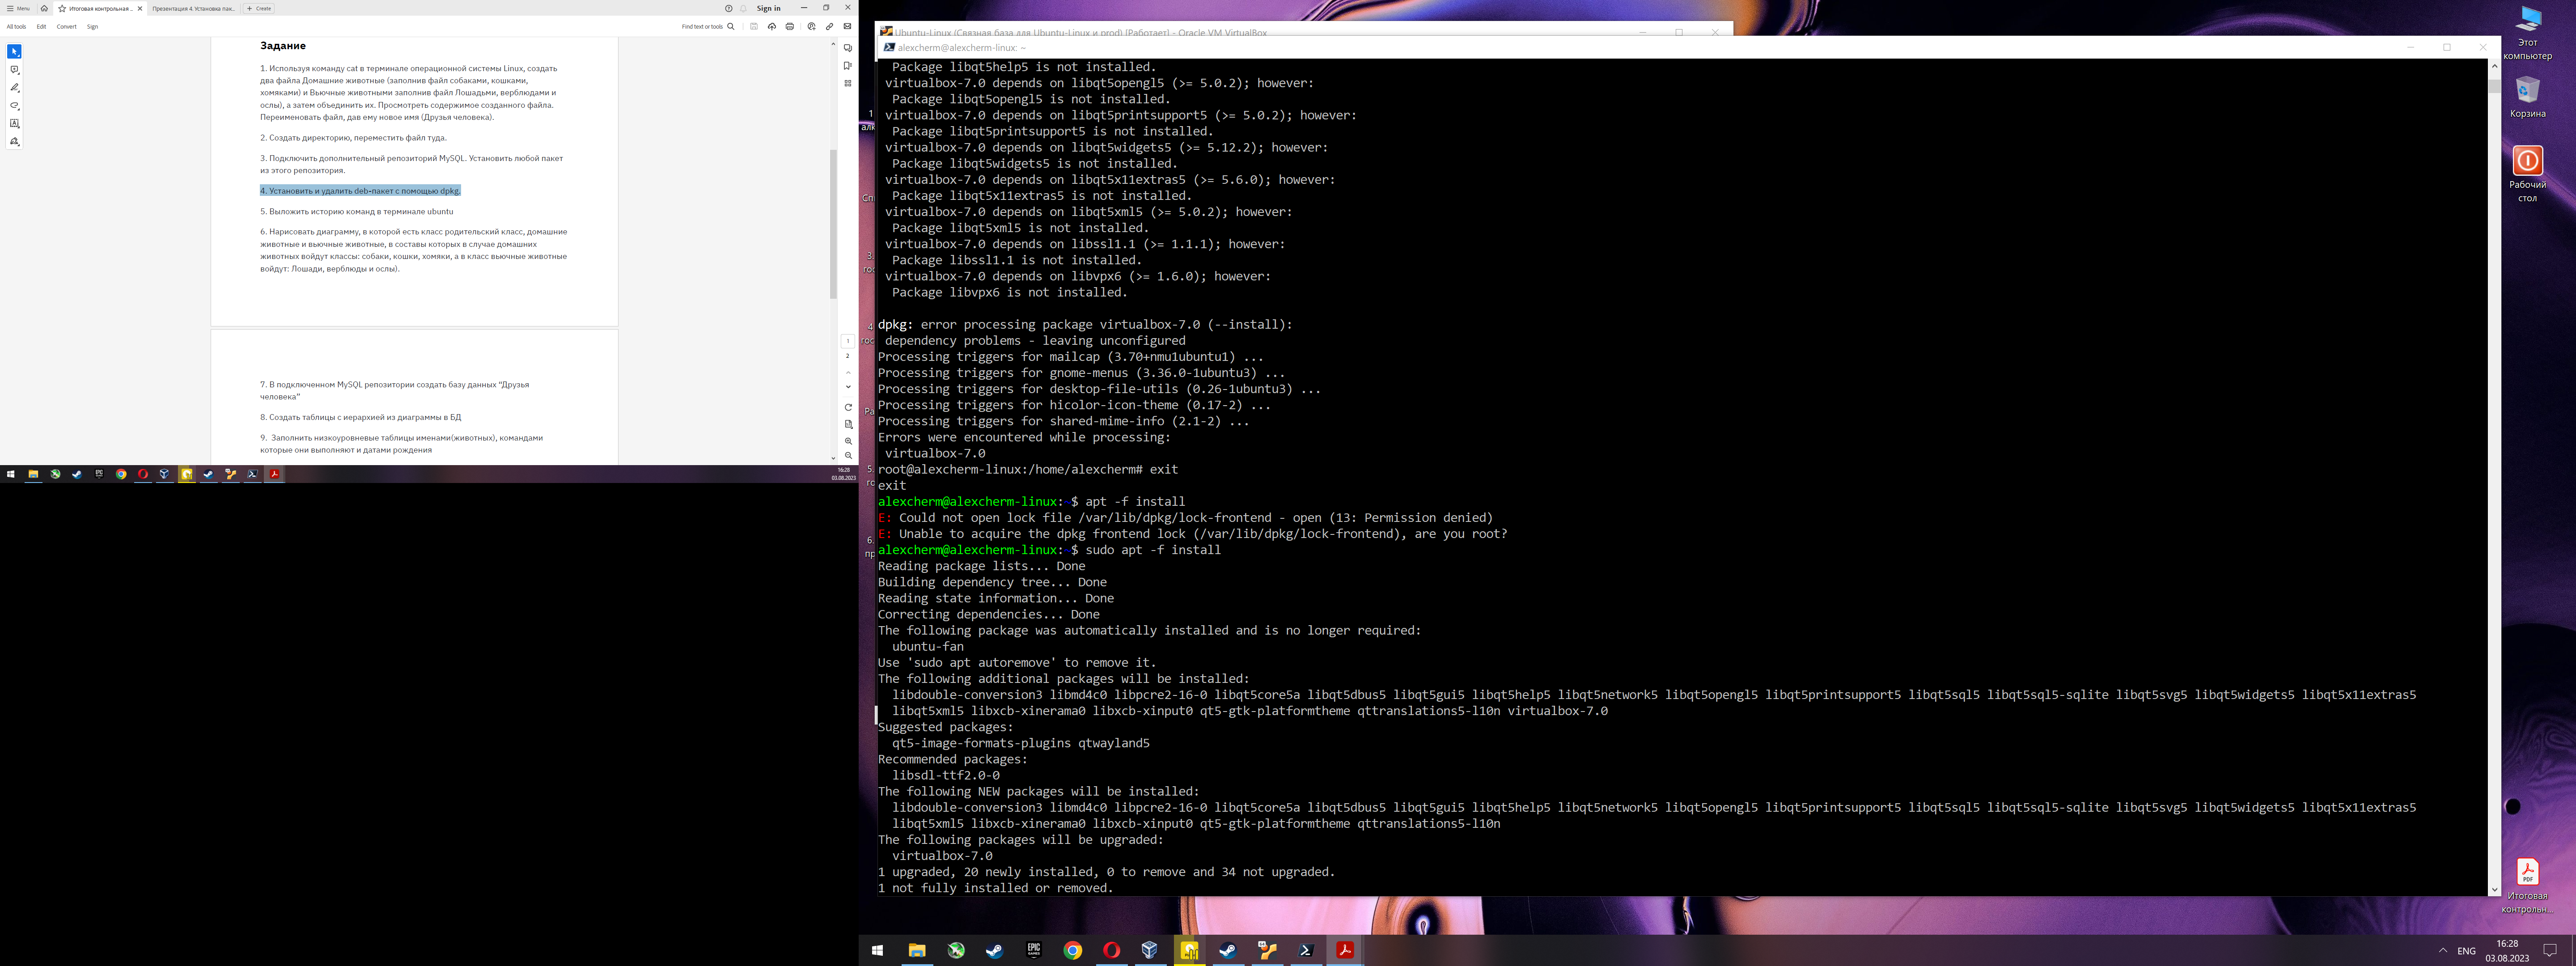 Menu
Итоговая контрольная ...
Презентация 4. Установка пак...
Create
Sign in
All tools
Edit
Convert
Sign
Find text or tools
Задание
1. Используя команду cat в терминале операционной системы Linux, создать
два файла Домашние животные (заполнив файл собаками, кошками,
хомяками) и Вьючные животными заполнив файл Лошадьми, верблюдами и
ослы), а затем объединить их. Просмотреть содержимое созданного файла.
Переименовать файл, дав ему новое имя (Друзья человека).
2. Создать директорию, переместить файл туда.
3. Подключить дополнительный репозиторий MySQL. Установить любой пакет
из этого репозитория.
4. Установить и удалить deb-пакет с помощью dpkg.
5. Выложить историю команд в терминале ubuntu
6. Нарисовать диаграмму, в которой есть класс родительский класс, домашние
животные и вьючные животные, в составы которых в случае домашних
животных войдут классы: собаки, кошки, хомяки, а в класс вьючные животные
войдут: Лошади, верблюды и ослы).
7. В подключенном MySQL репозитории создать базу данных “Друзья
человека”
8. Создать таблицы с иерархией из диаграммы в БД
9. Заполнить низкоуровневые таблицы именами(животных), командами
которые они выполняют и датами рождения
1
2
16:28
03.08.2023
Ubuntu-Linux (Связная база для Ubuntu-Linux и prod) [Работает] - Oracle VM VirtualBox
alexcherm@alexcherm-linux: ~
Package libqt5help5 is not installed.
virtualbox-7.0 depends on libqt5opengl5 (>= 5.0.2); however:
Package libqt5opengl5 is not installed.
virtualbox-7.0 depends on libqt5printsupport5 (>= 5.0.2); however:
Package libqt5printsupport5 is not installed.
virtualbox-7.0 depends on libqt5widgets5 (>= 5.12.2); however:
Package libqt5widgets5 is not installed.
virtualbox-7.0 depends on libqt5x11extras5 (>= 5.6.0); however:
Package libqt5x11extras5 is not installed.
virtualbox-7.0 depends on libqt5xml5 (>= 5.0.2); however:
Package libqt5xml5 is not installed.
virtualbox-7.0 depends on libssl1.1 (>= 1.1.1); however:
Package libssl1.1 is not installed.
virtualbox-7.0 depends on libvpx6 (>= 1.6.0); however:
Package libvpx6 is not installed.
dpkg: error processing package virtualbox-7.0 (--install):
dependency problems - leaving unconfigured
Processing triggers for mailcap (3.70+nmu1ubuntu1) ...
Processing triggers for gnome-menus (3.36.0-1ubuntu3) ...
Processing triggers for desktop-file-utils (0.26-1ubuntu3) ...
Processing triggers for hicolor-icon-theme (0.17-2) ...
Processing triggers for shared-mime-info (2.1-2) ...
Errors were encountered while processing:
virtualbox-7.0
root@alexcherm-linux:/home/alexcherm# exit
exit
alexcherm@alexcherm-linux:~$ apt -f install
E: Could not open lock file /var/lib/dpkg/lock-frontend - open (13: Permission denied)
E: Unable to acquire the dpkg frontend lock (/var/lib/dpkg/lock-frontend), are you root?
alexcherm@alexcherm-linux:~$ sudo apt -f install
Reading package lists... Done
Building dependency tree... Done
Reading state information... Done
Correcting dependencies... Done
The following package was automatically installed and is no longer required:
ubuntu-fan
Use 'sudo apt autoremove' to remove it.
The following additional packages will be installed:
libdouble-conversion3 libmd4c0 libpcre2-16-0 libqt5core5a libqt5dbus5 libqt5gui5 libqt5help5 libqt5network5 libqt5opengl5 libqt5printsupport5 libqt5sql5 libqt5sql5-sqlite libqt5svg5 libqt5widgets5 libqt5x11extras5
libqt5xml5 libxcb-xinerama0 libxcb-xinput0 qt5-gtk-platformtheme qttranslations5-l10n virtualbox-7.0
Suggested packages:
qt5-image-formats-plugins qtwayland5
Recommended packages:
libsdl-ttf2.0-0
The following NEW packages will be installed:
libdouble-conversion3 libmd4c0 libpcre2-16-0 libqt5core5a libqt5dbus5 libqt5gui5 libqt5help5 libqt5network5 libqt5opengl5 libqt5printsupport5 libqt5sql5 libqt5sql5-sqlite libqt5svg5 libqt5widgets5 libqt5x11extras5
libqt5xml5 libxcb-xinerama0 libxcb-xinput0 qt5-gtk-platformtheme qttranslations5-l10n
The following packages will be upgraded:
virtualbox-7.0
1 upgraded, 20 newly installed, 0 to remove and 34 not upgraded.
1 not fully installed or removed.
Этот
компьютер
Корзина
Рабочий
стол
PDF
Итоговая
контрольн...
EPIC
GAMES
ENG
16:28
03.08.2023